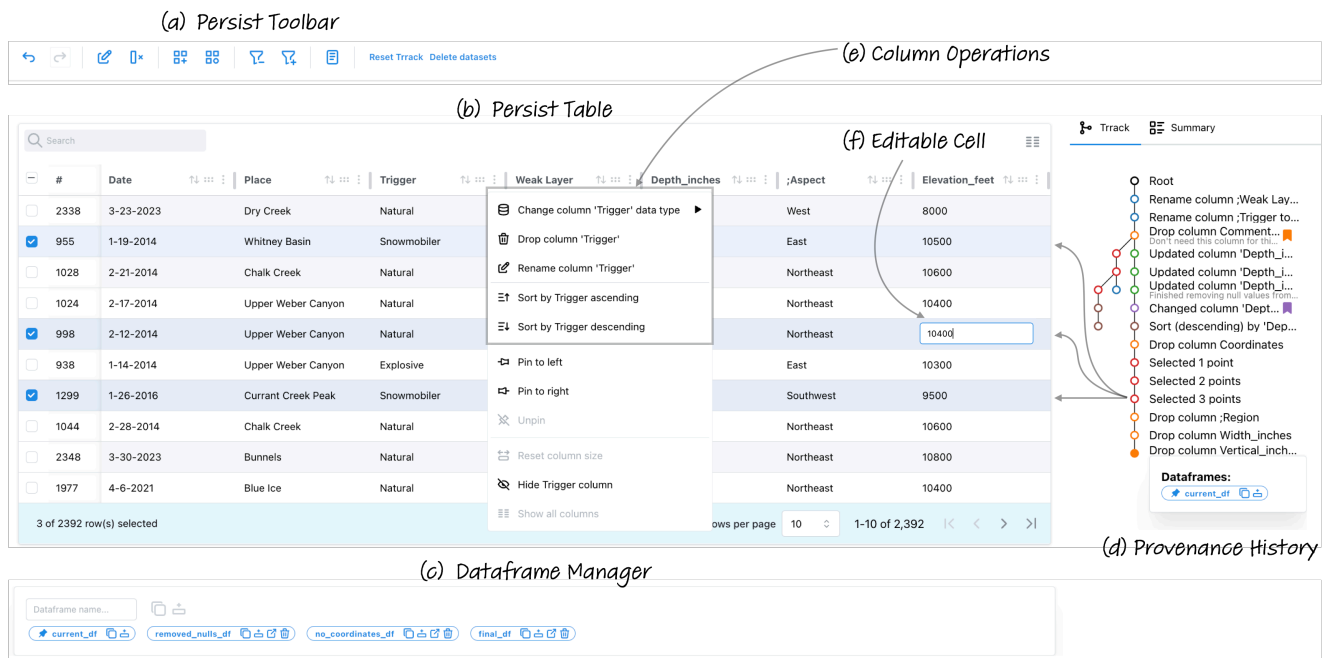 (a) Persist Toolbar
Reset Trrack Delete datasets
(e) Column Operations
(b) Persist Table
Search
(f) Editable Cell
Trrack Summary
# Date Place Trigger Weak Layer Depth_inches ;Aspect Elevation_feet
2338 3-23-2023 Dry Creek Natural West 8000
955 1-19-2014 Whitney Basin Snowmobiler East 10500
1028 2-21-2014 Chalk Creek Natural Northeast 10600
1024 2-17-2014 Upper Weber Canyon Natural Northeast 10400
998 2-12-2014 Upper Weber Canyon Natural Northeast 10400
938 1-14-2014 Upper Weber Canyon Explosive East 10300
1299 1-26-2016 Currant Creek Peak Snowmobiler Southwest 9500
1044 2-28-2014 Chalk Creek Natural Northeast 10600
2348 3-30-2023 Bunnels Natural Northeast 10800
1977 4-6-2021 Blue Ice Natural Northeast 10400
3 of 2392 row(s) selected
ows per page 10 1-10 of 2,392
Change column 'Trigger' data type
Drop column 'Trigger'
Rename column 'Trigger'
Sort by Trigger ascending
Sort by Trigger descending
Pin to left
Pin to right
Unpin
Reset column size
Hide Trigger column
Show all columns
Root
Rename column ;Weak Lay...
Rename column ;Trigger to...
Drop column Comment...
Don't need this column for thi...
Updated column 'Depth_i...
Updated column 'Depth_i...
Updated column 'Depth_i...
Finished removing null values from...
Changed column 'Dept...
Sort (descending) by 'Dep...
Drop column Coordinates
Selected 1 point
Selected 2 points
Selected 3 points
Drop column ;Region
Drop column Width_inches
Drop column Vertical_inch...
Dataframes:
current_df
(d) Provenance History
(c) Dataframe Manager
Dataframe name...
current_df removed_nulls_df no_coordinates_df final_df